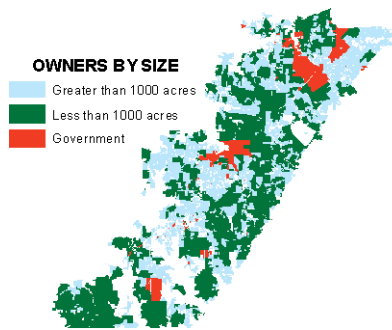 OWNERS BY SIZE
Greater than 1000 acres
Less than 1000 acres
Government